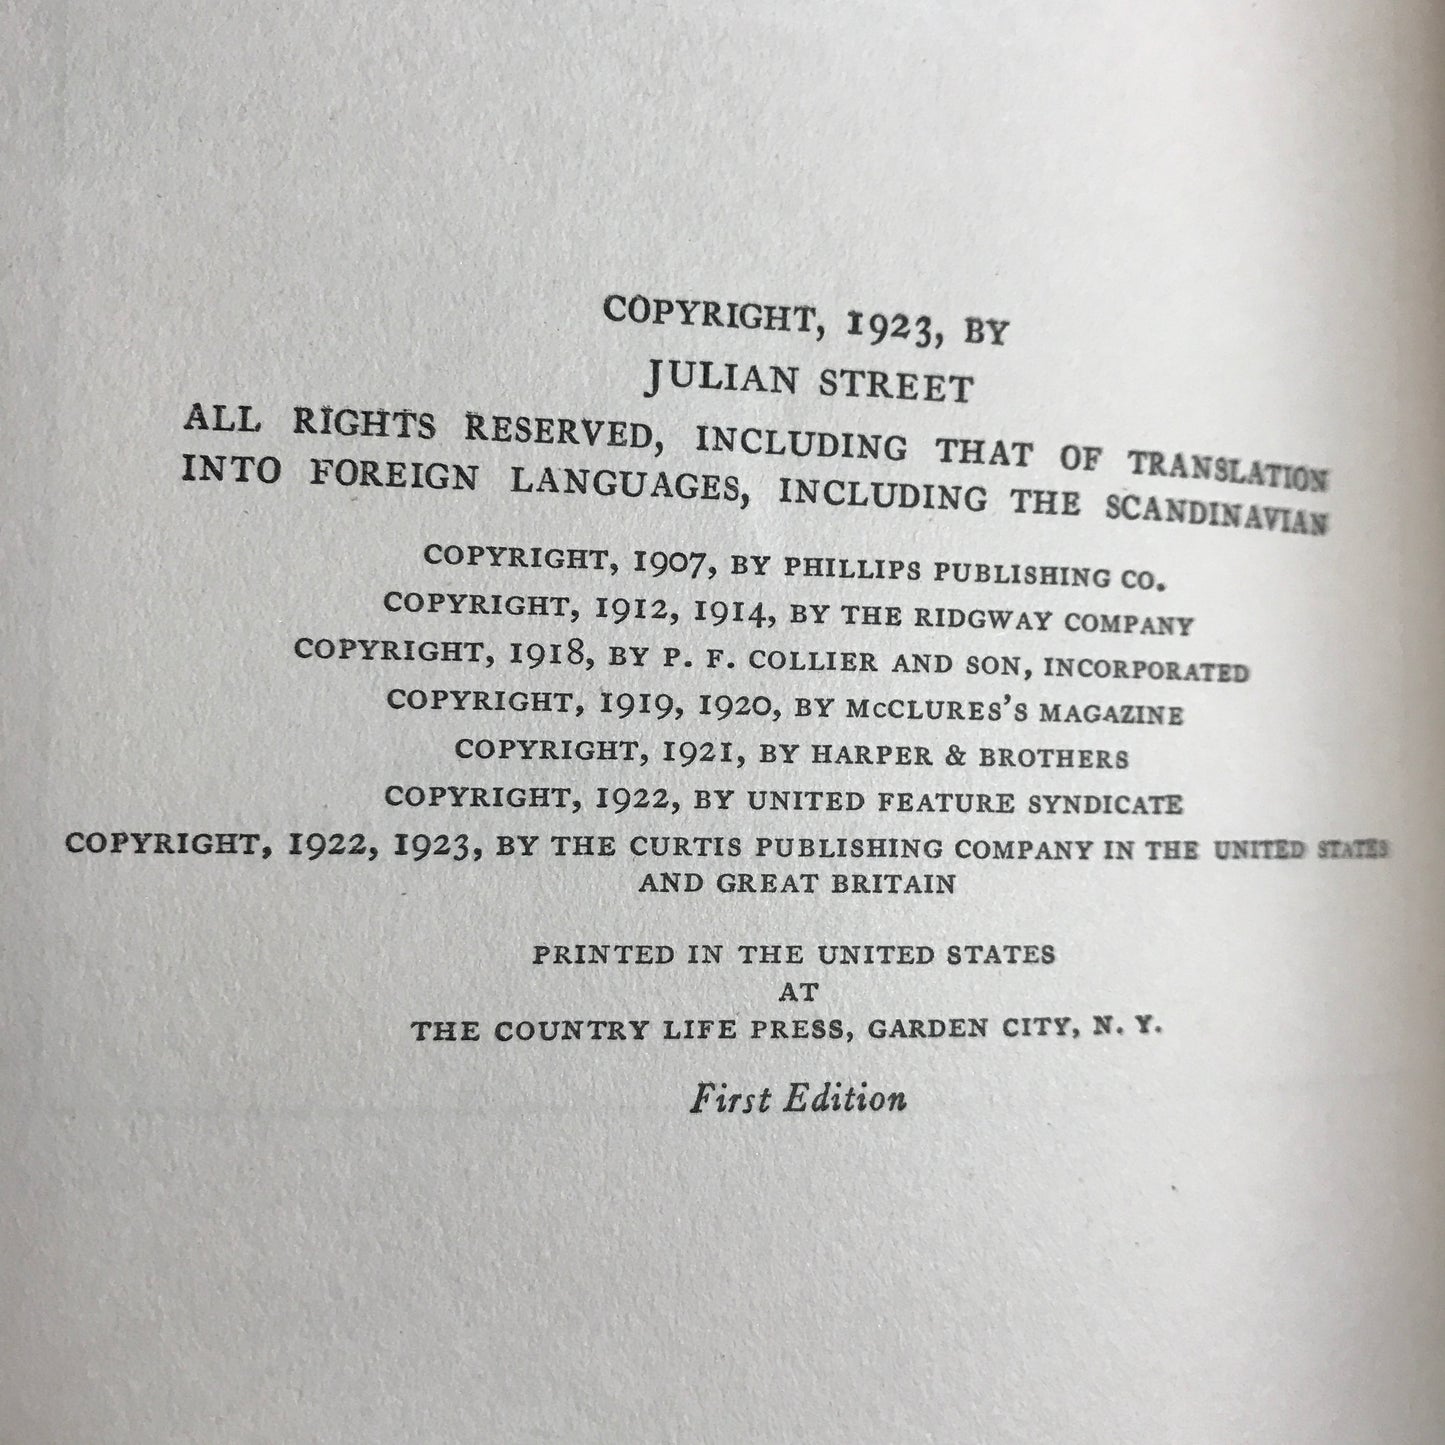 COPYRIGHT, 1923, BY
JULIAN STREET
ALL RIGHTS RESERVED, INCLUDING THAT OF TRANSLATION
INTO FOREIGN LANGUAGES, INCLUDING THE SCANDINAVIAN
COPYRIGHT, 1907, BY PHILLIPS PUBLISHING CO.
COPYRIGHT, 1912, 1914, BY THE RIDGWAY COMPANY
COPYRIGHT, 1918, BY P. F. COLLIER AND SON, INCORPORATED
COPYRIGHT, 1919, 1920, BY McCLURES'S MAGAZINE
COPYRIGHT, 1921, BY HARPER & BROTHERS
COPYRIGHT, 1922, BY UNITED FEATURE SYNDICATE
COPYRIGHT, 1922, 1923, BY THE CURTIS PUBLISHING COMPANY IN THE UNITED STATES
AND GREAT BRITAIN
PRINTED IN THE UNITED STATES
AT
THE COUNTRY LIFE PRESS, GARDEN CITY, N. Y.
First Edition